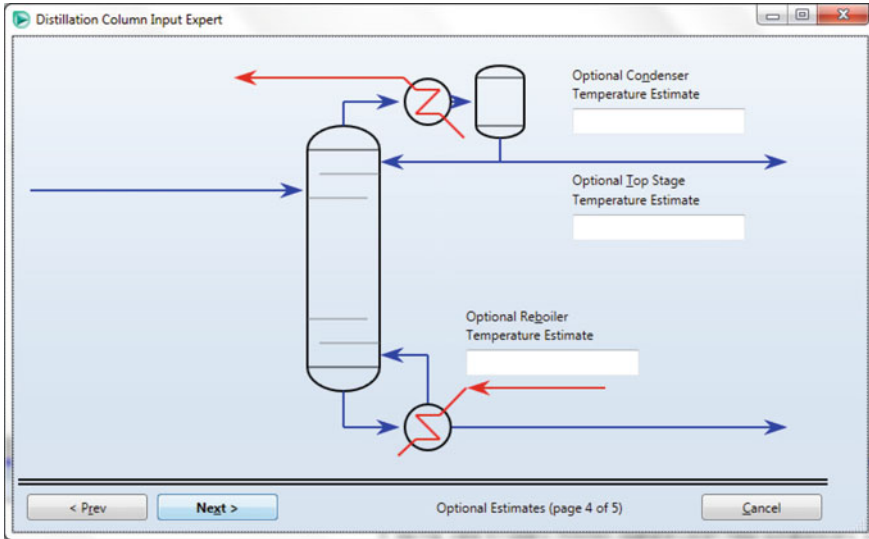 Distillation Column Input Expert
Optional Condenser
Temperature Estimate
Optional Top Stage
Temperature Estimate
Optional Reboiler
Temperature Estimate
< Prev
Next >
Optional Estimates (page 4 of 5)
Cancel